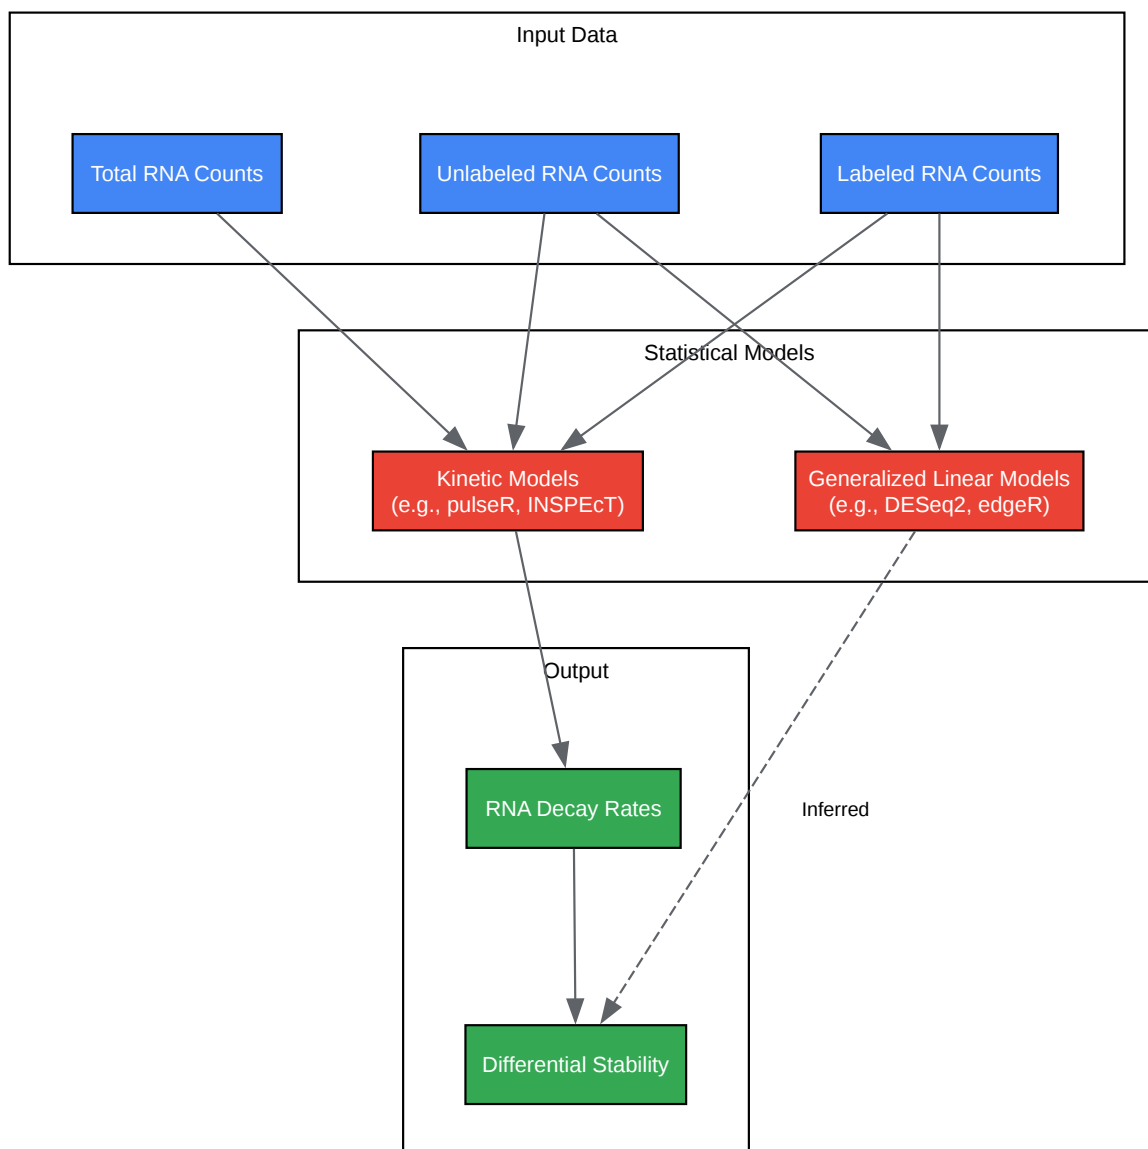 Input Data
Total RNA Counts
Unlabeled RNA Counts
Labeled RNA Counts
Statistical Models
Kinetic Models
(e.g., pulseR, INSPEcT)
Generalized Linear Models
(e.g., DESeq2, edgeR)
Output
RNA Decay Rates
Inferred
Differential Stability